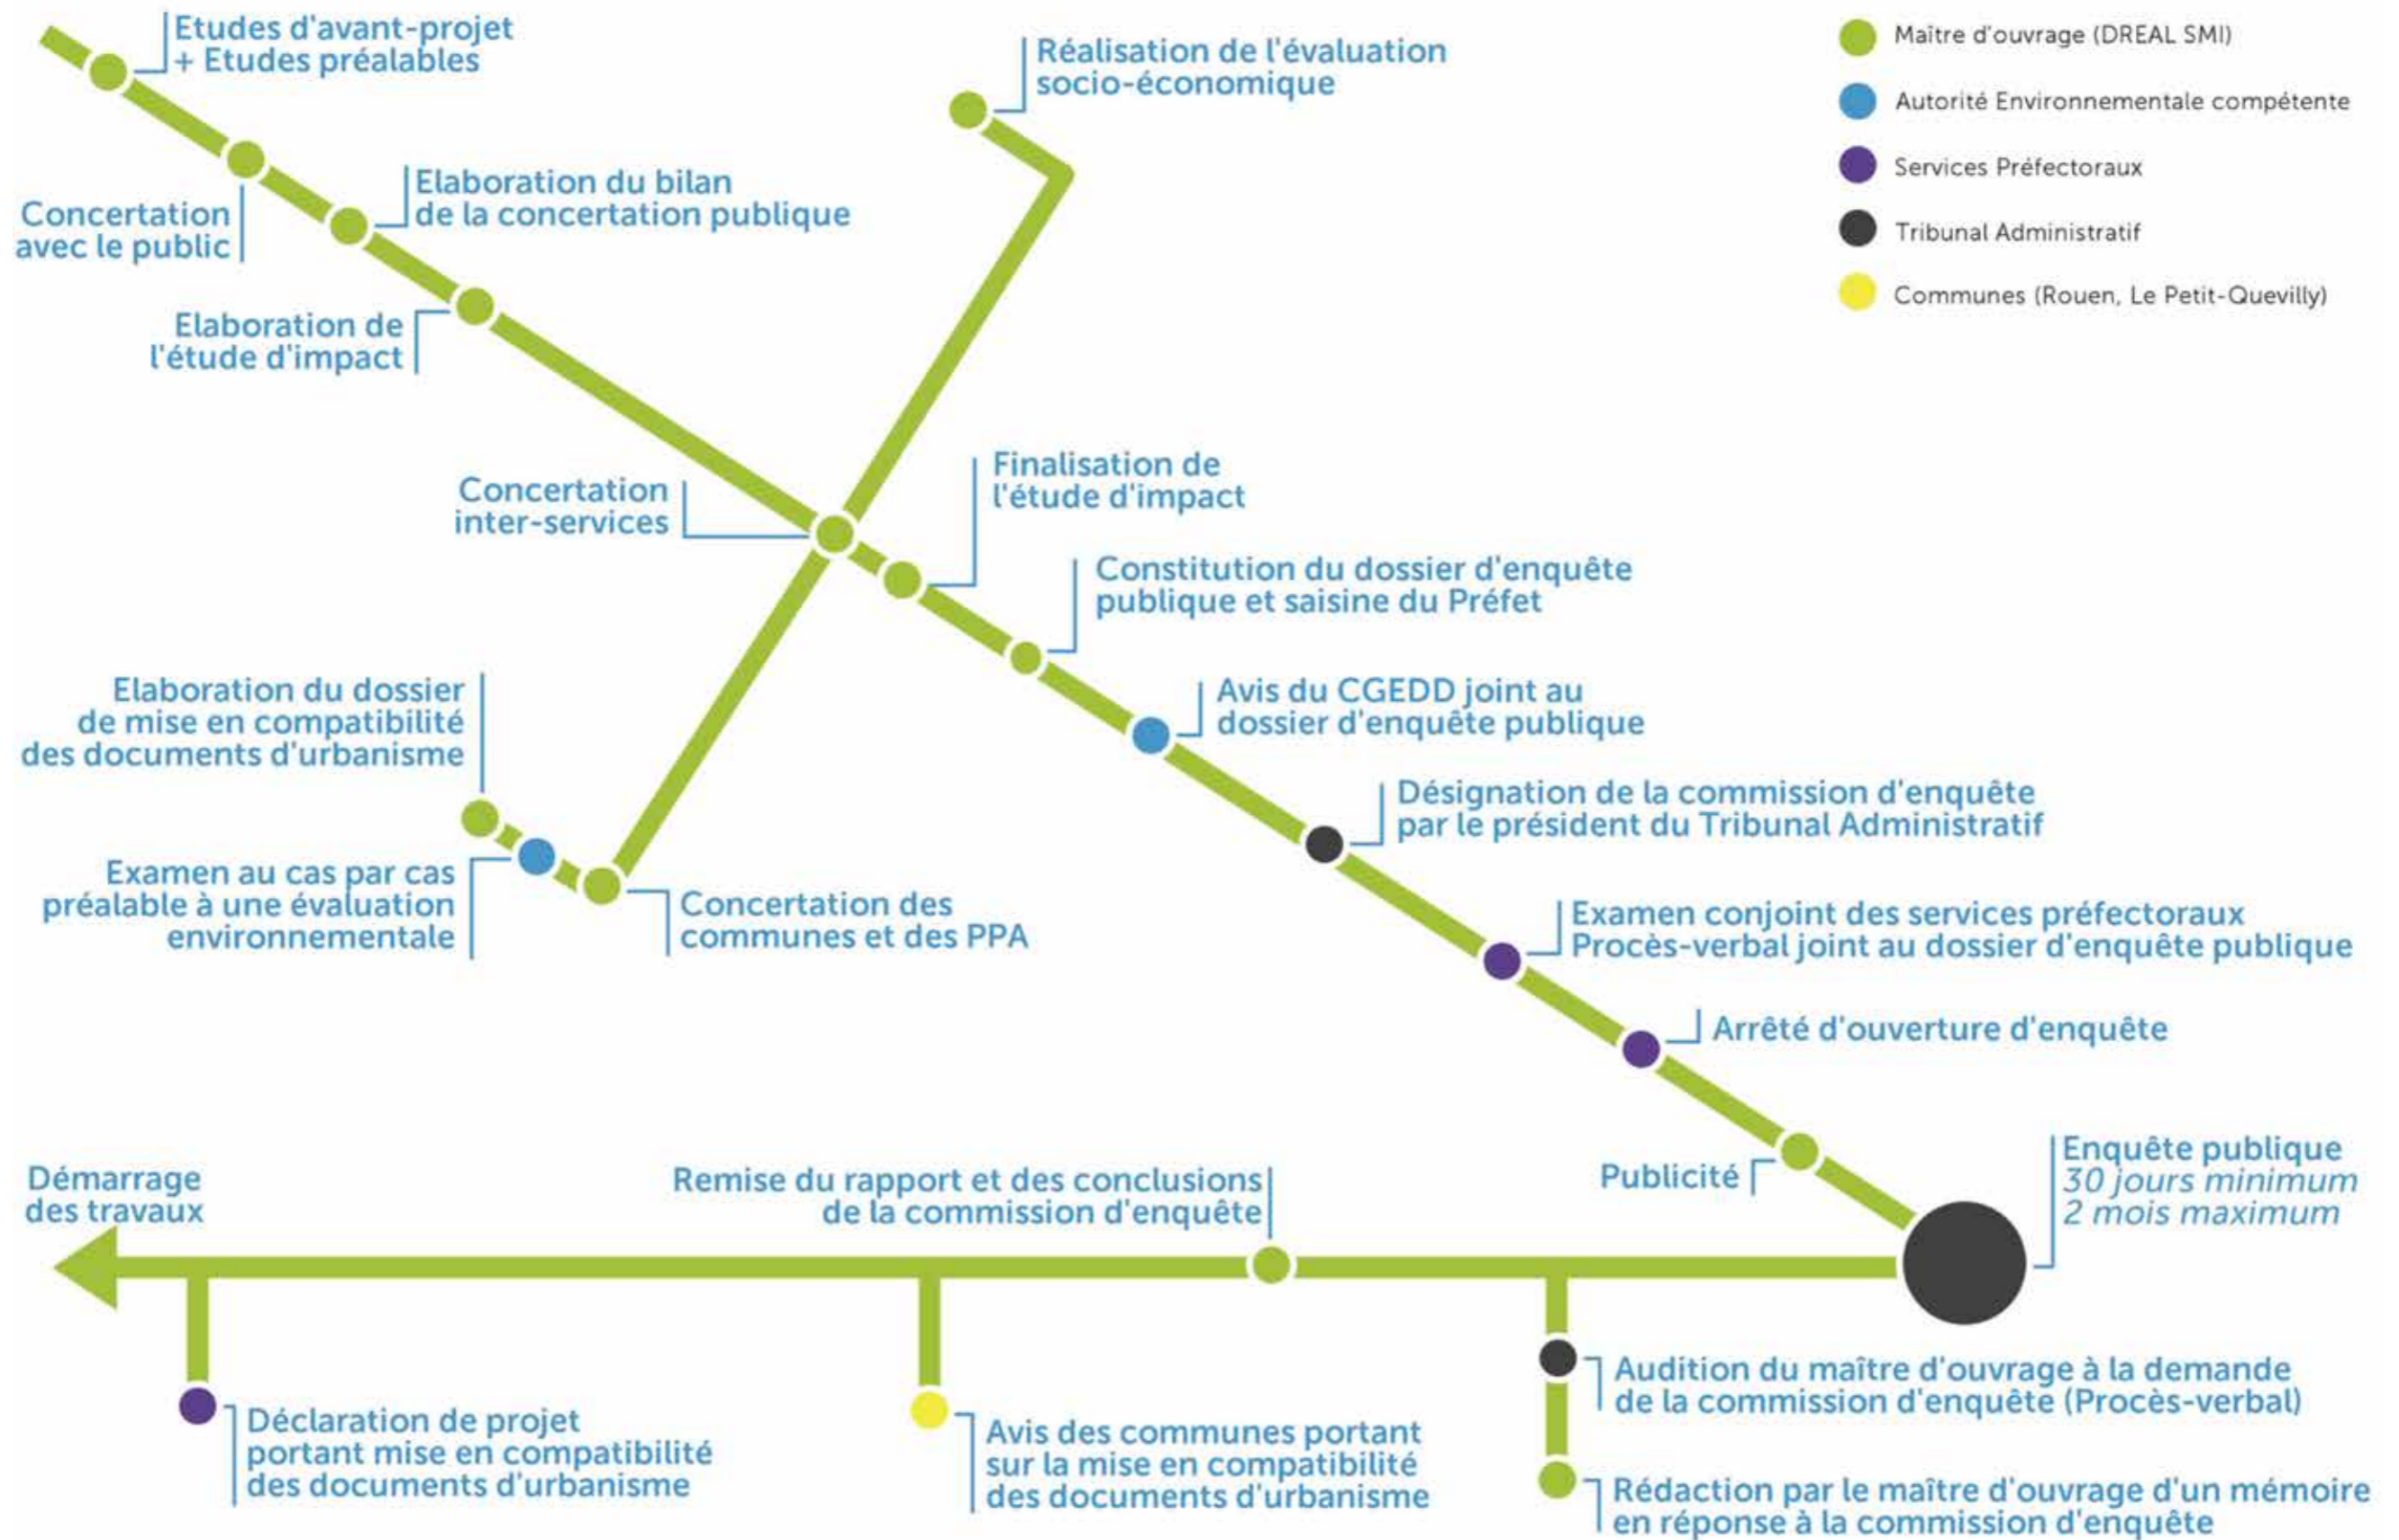 Etudes d'avant-projet
+ Etudes préalables
Concertation
avec le public
Elaboration du bilan
de la concertation publique
Elaboration de
l'étude d'impact
Réalisation de l'évaluation
socio-économique
Maître d'ouvrage (DREAL SMI)
Autorité Environnementale compétente
Services Préfectoraux
Tribunal Administratif
Communes (Rouen, Le Petit-Quevilly)
Concertation
inter-services
Finalisation de
l'étude d'impact
Constitution du dossier d'enquête
publique et saisine du Préfet
Elaboration du dossier
de mise en compatibilité
des documents d'urbanisme
Examen au cas par cas
préalable à une évaluation
environnementale
Concertation des
communes et des PPA
Avis du CGEDD joint au
dossier d'enquête publique
Désignation de la commission d'enquête
par le président du Tribunal Administratif
Examen conjoint des services préfectoraux
Procès-verbal joint au dossier d'enquête publique
Arrêté d'ouverture d'enquête
Publicité
Enquête publique
30 jours minimum
2 mois maximum
Démarrage
des travaux
Remise du rapport et des conclusions
de la commission d'enquête
Déclaration de projet
portant mise en compatibilité
des documents d'urbanisme
Avis des communes portant
sur la mise en compatibilité
des documents d'urbanisme
Audition du maître d'ouvrage à la demande
de la commission d'enquête (Procès-verbal)
Rédaction par le maître d'ouvrage d'un mémoire
en réponse à la commission d'enquête